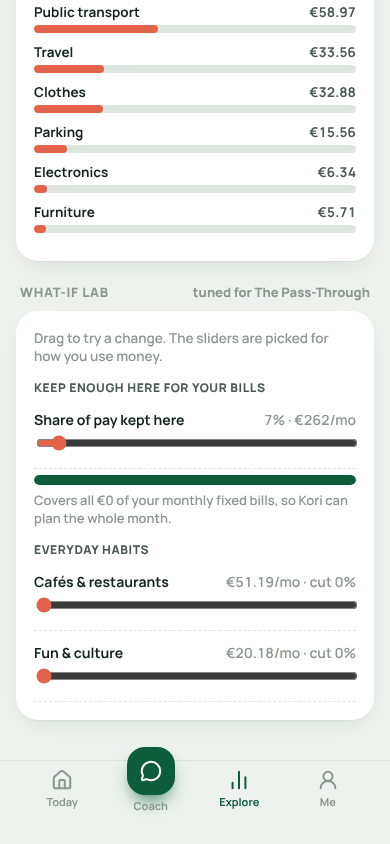 Public transport €58.97
Travel €33.56
Clothes €32.88
Parking €15.56
Electronics €6.34
Furniture €5.71
WHAT-IF LAB tuned for The Pass-Through
Drag to try a change. The sliders are picked for
how you use money.
KEEP ENOUGH HERE FOR YOUR BILLS
Share of pay kept here 7% · €262/mo
Covers all €0 of your monthly fixed bills, so Kori can
plan the whole month.
EVERYDAY HABITS
Cafés & restaurants €51.19/mo · cut 0%
Fun & culture €20.18/mo · cut 0%
Today Coach Explore Me